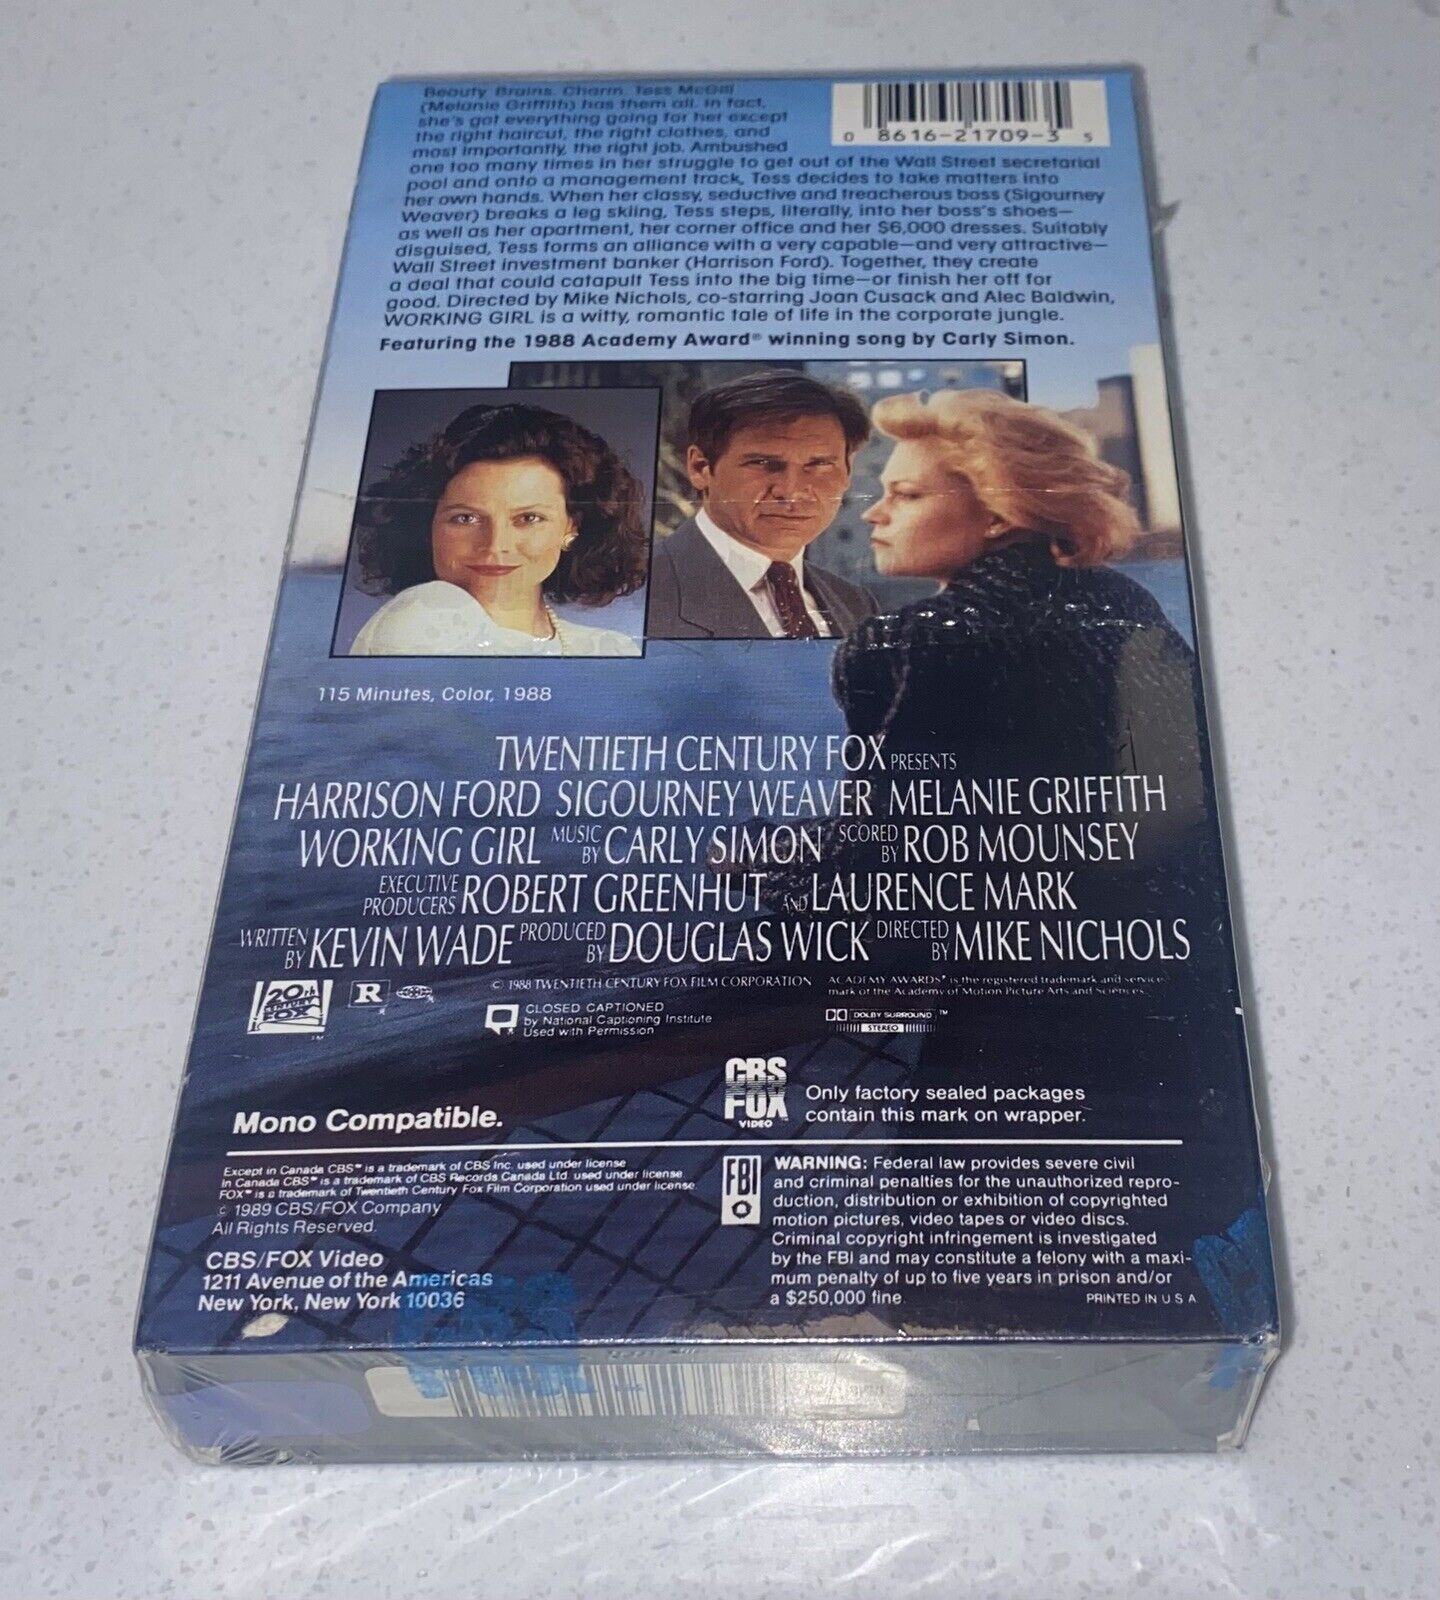 Beauty. Brains. Charm. Tess McGill
(Melanie Griffith) has them all. In fact,
she's got everything going for her except
the right haircut, the right clothes, and
most importantly, the right job. Ambushed
one too many times in her struggle to get out of the Wall Street secretarial
pool and onto a management track, Tess decides to take matters into
her own hands. When her classy, seductive and treacherous boss (Sigourney
Weaver) breaks a leg skiing, Tess steps, literally, into her boss's shoes—
as well as her apartment, her corner office and her $6,000 dresses. Suitably
disguised, Tess forms an alliance with a very capable—and very attractive—
Wall Street investment banker (Harrison Ford). Together, they create
a deal that could catapult Tess into the big time—or finish her off for
good. Directed by Mike Nichols, co-starring Joan Cusack and Alec Baldwin,
WORKING GIRL is a witty, romantic tale of life in the corporate jungle.
Featuring the 1988 Academy Award® winning song by Carly Simon.
0 8616-21709-3 5
115 Minutes, Color, 1988
TWENTIETH CENTURY FOX PRESENTS
HARRISON FORD SIGOURNEY WEAVER MELANIE GRIFFITH
WORKING GIRL MUSIC BY CARLY SIMON SCORED BY ROB MOUNSEY
EXECUTIVE PRODUCERS ROBERT GREENHUT AND LAURENCE MARK
WRITTEN BY KEVIN WADE PRODUCED BY DOUGLAS WICK DIRECTED BY MIKE NICHOLS
© 1988 TWENTIETH CENTURY FOX FILM CORPORATION
ACADEMY AWARDS® is the registered trademark and service
mark of the Academy of Motion Picture Arts and Sciences.
20th
CENTURY
FOX
R
CLOSED CAPTIONED
by National Captioning Institute
Used with Permission
DOLBY SURROUND ™
STEREO
CBS
FOX
VIDEO
Only factory sealed packages
contain this mark on wrapper.
Mono Compatible.
Except in Canada CBS™ is a trademark of CBS Inc. used under license
In Canada CBS™ is a trademark of CBS Records Canada Ltd. used under license.
FOX® is a trademark of Twentieth Century Fox Film Corporation used under license.
© 1989 CBS/FOX Company
All Rights Reserved.
CBS/FOX Video
1211 Avenue of the Americas
New York, New York 10036
FBI
WARNING: Federal law provides severe civil
and criminal penalties for the unauthorized repro-
duction, distribution or exhibition of copyrighted
motion pictures, video tapes or video discs.
Criminal copyright infringement is investigated
by the FBI and may constitute a felony with a maxi-
mum penalty of up to five years in prison and/or
a $250,000 fine.
PRINTED IN U.S.A.